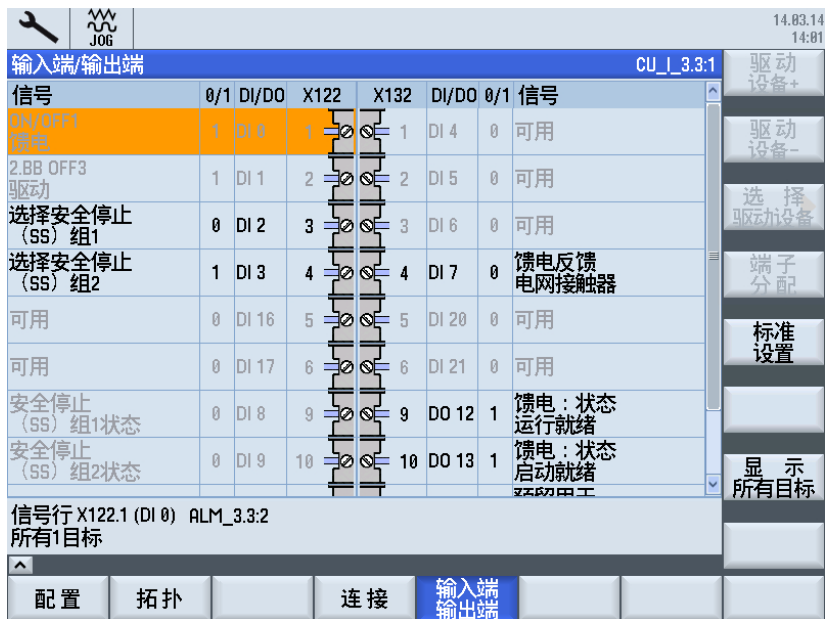 JOG
14.03.14
14:01
输入端/输出端 CU_I_3.3:1
信号 0/1 DI/DO X122 X132 DI/DO 0/1 信号
ON/OFF1
馈电 1 DI 0 1 1 DI 4 0 可用
2.BB OFF3
驱动 1 DI 1 2 2 DI 5 0 可用
选择安全停止
（SS）组1 0 DI 2 3 3 DI 6 0 可用
选择安全停止
（SS）组2 1 DI 3 4 4 DI 7 0 馈电反馈
电网接触器
可用 0 DI 16 5 5 DI 20 0 可用
可用 0 DI 17 6 6 DI 21 0 可用
安全停止
（SS）组1状态 0 DI 8 9 9 DO 12 1 馈电：状态
运行就绪
安全停止
（SS）组2状态 0 DI 9 10 10 DO 13 1 馈电：状态
启动就绪
信号行 X122.1 (DI 0) ALM_3.3:2
所有1目标
驱动
设备+
驱动
设备-
选择
驱动设备
端子
分配
标准
设置
显示
所有目标
配置
拓扑
连接
输入端
输出端